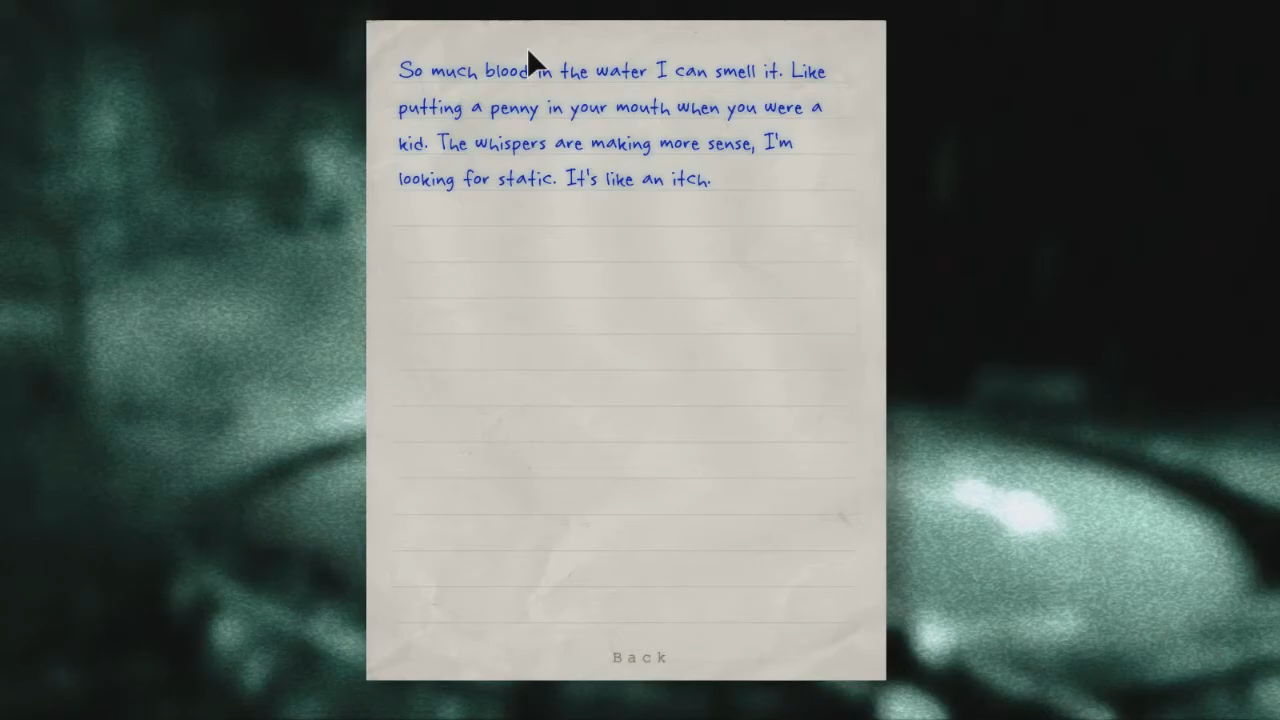 So much blood in the water I can smell it. Like
putting a penny in your mouth when you were a
kid. The whispers are making more sense, I'm
looking for static. It's like an itch.
Back